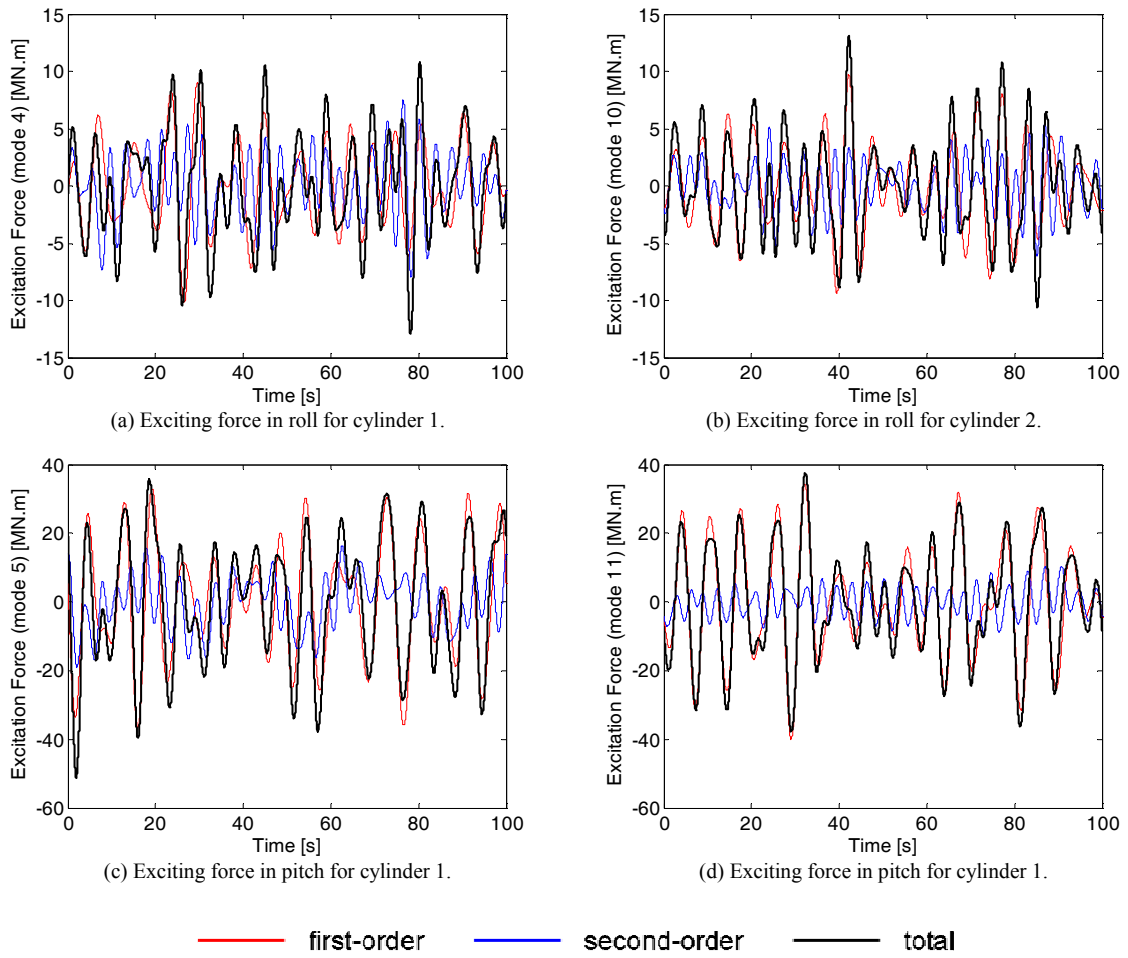 Excitation Force (mode 4) [MN.m]
15
10
5
0
-5
-10
-15
0 20 40 60 80 100
Time [s]
(a) Exciting force in roll for cylinder 1.
Excitation Force (mode 10) [MN.m]
15
10
5
0
-5
-10
-15
0 20 40 60 80 100
Time [s]
(b) Exciting force in roll for cylinder 2.
Excitation Force (mode 5) [MN.m]
40
20
0
-20
-40
-60
0 20 40 60 80 100
Time [s]
(c) Exciting force in pitch for cylinder 1.
Excitation Force (mode 11) [MN.m]
40
20
0
-20
-40
-60
0 20 40 60 80 100
Time [s]
(d) Exciting force in pitch for cylinder 1.
first-order second-order total